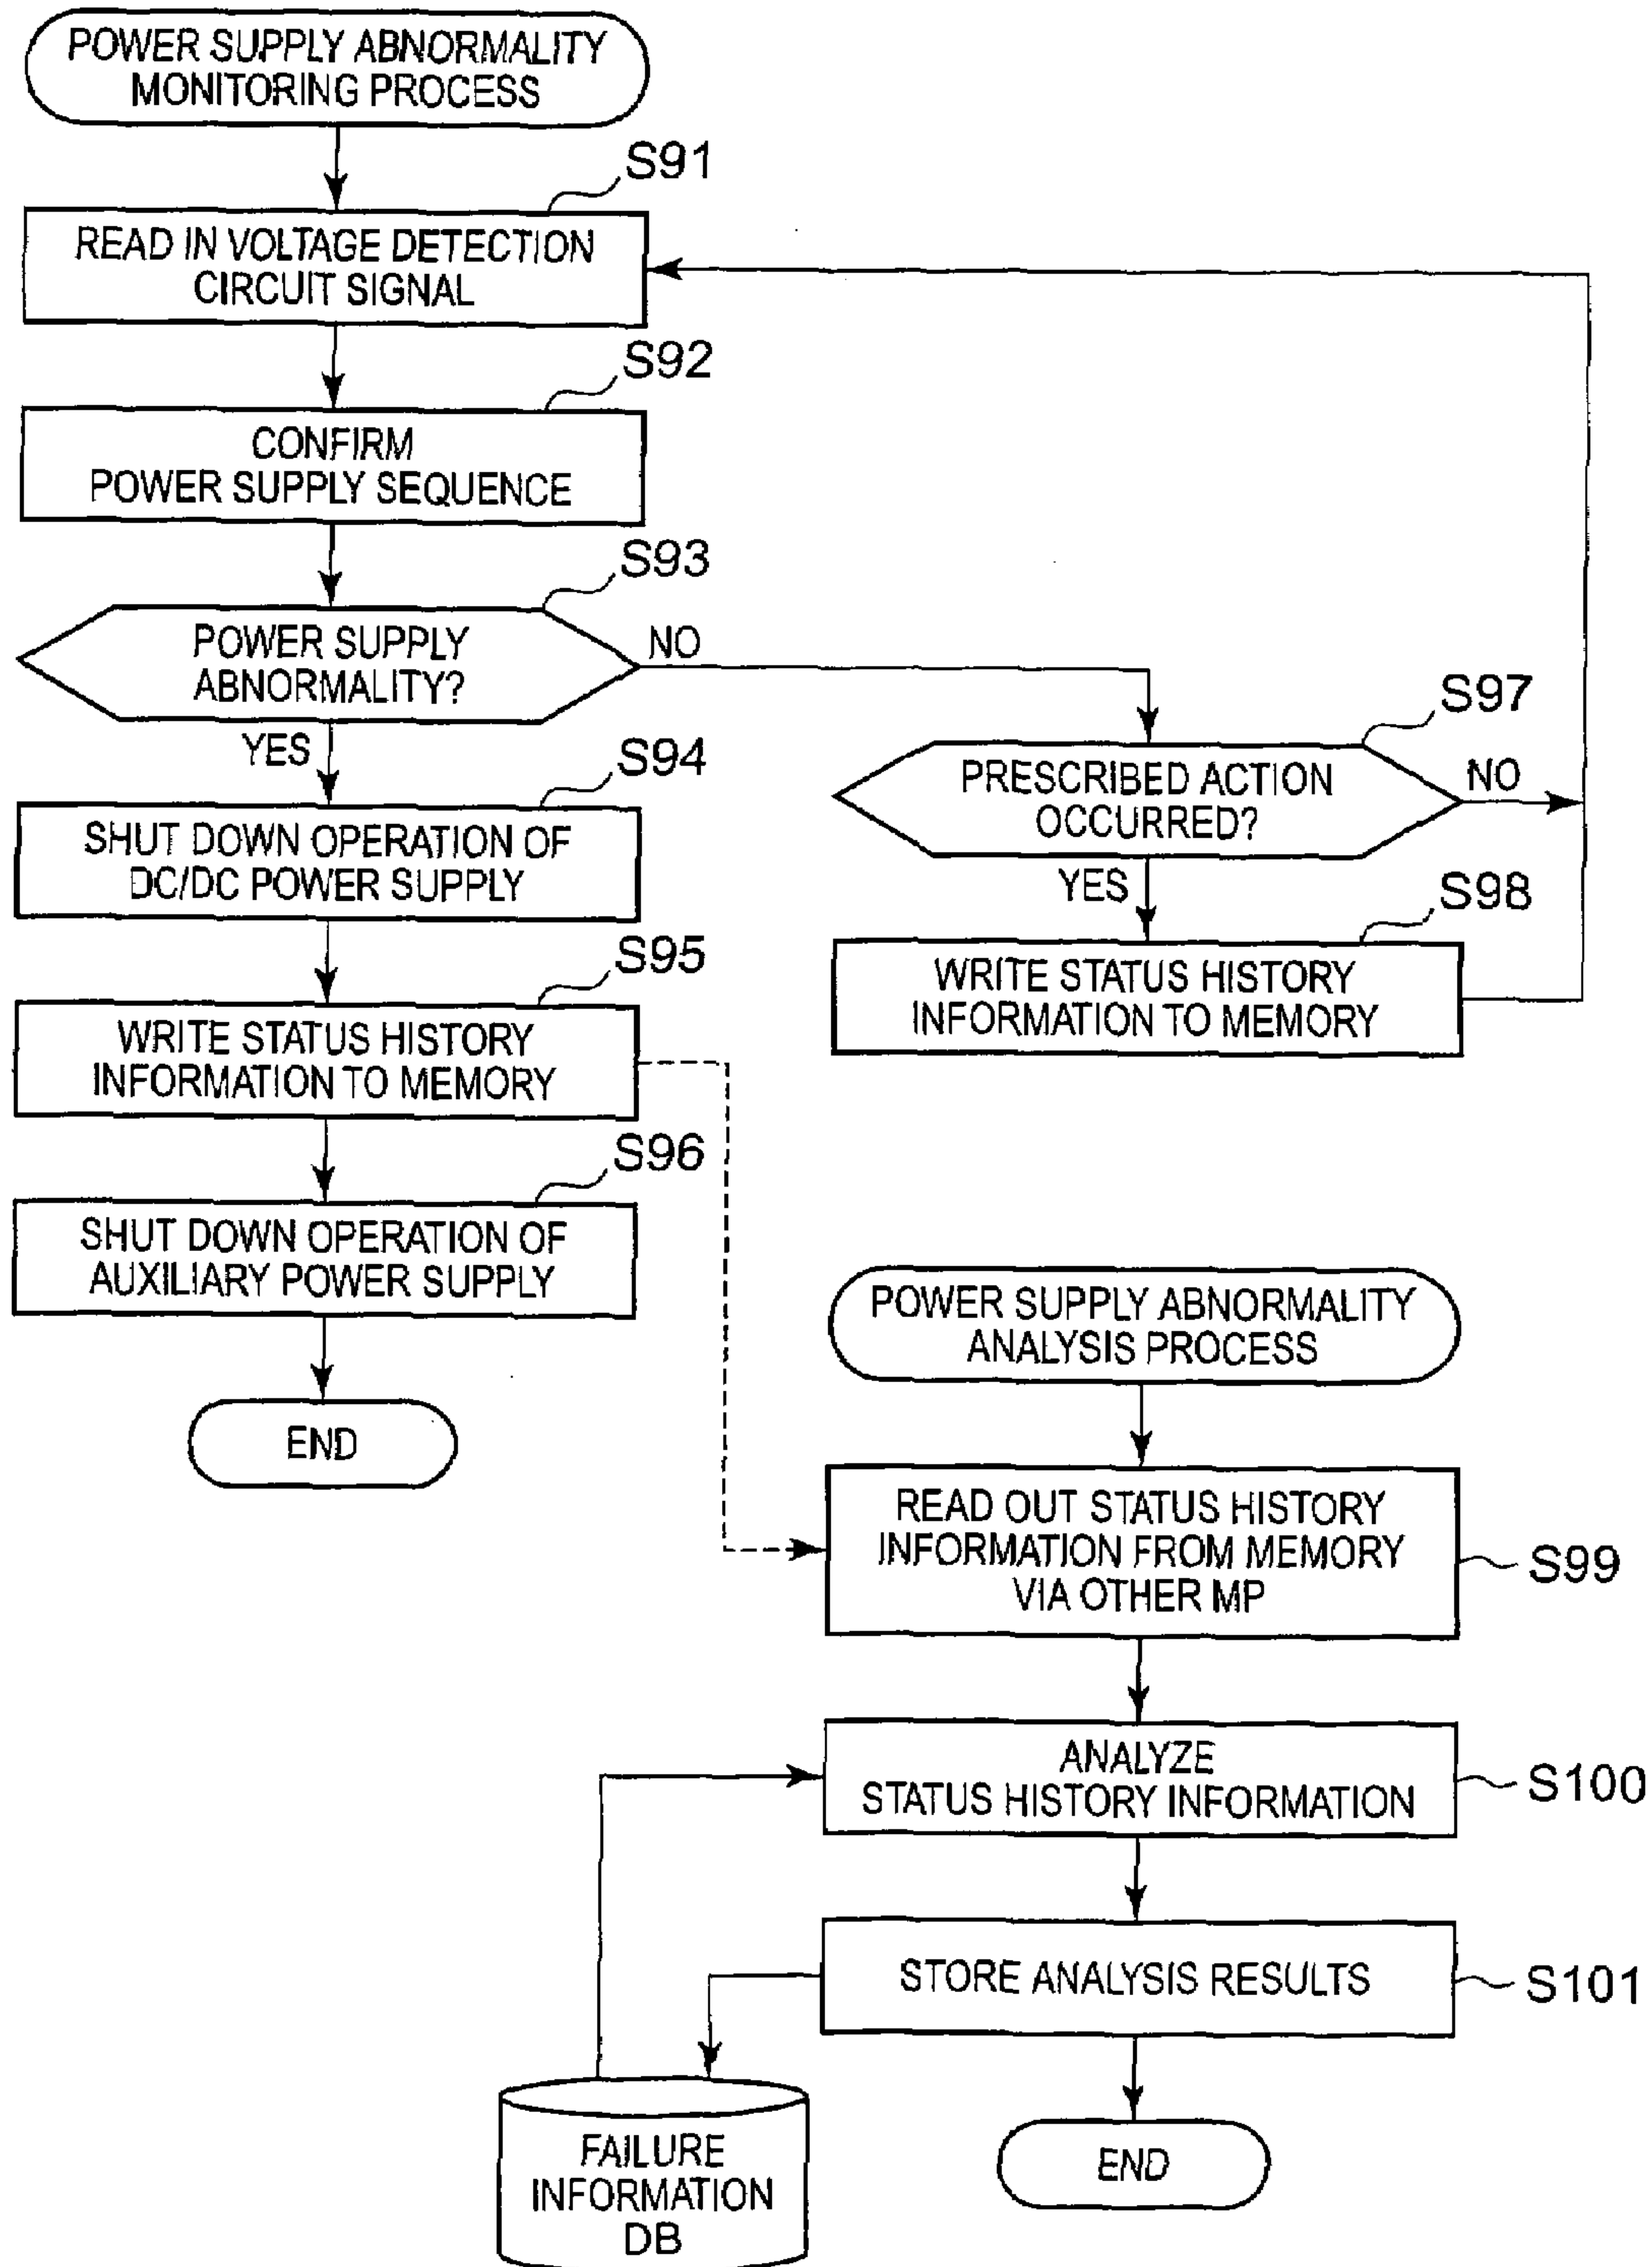 POWER SUPPLY ABNORMALITY
MONITORING PROCESS
S91
READ IN VOLTAGE DETECTION
CIRCUIT SIGNAL
S92
CONFIRM
POWER SUPPLY SEQUENCE
S93
POWER SUPPLY
ABNORMALITY?
NO
YES
S94
SHUT DOWN OPERATION OF
DC/DC POWER SUPPLY
S95
WRITE STATUS HISTORY
INFORMATION TO MEMORY
S96
SHUT DOWN OPERATION OF
AUXILIARY POWER SUPPLY
END
S97
PRESCRIBED ACTION
OCCURRED?
NO
YES
S98
WRITE STATUS HISTORY
INFORMATION TO MEMORY
POWER SUPPLY ABNORMALITY
ANALYSIS PROCESS
READ OUT STATUS HISTORY
INFORMATION FROM MEMORY
VIA OTHER MP
S99
ANALYZE
STATUS HISTORY INFORMATION
S100
STORE ANALYSIS RESULTS
S101
FAILURE
INFORMATION
DB
END